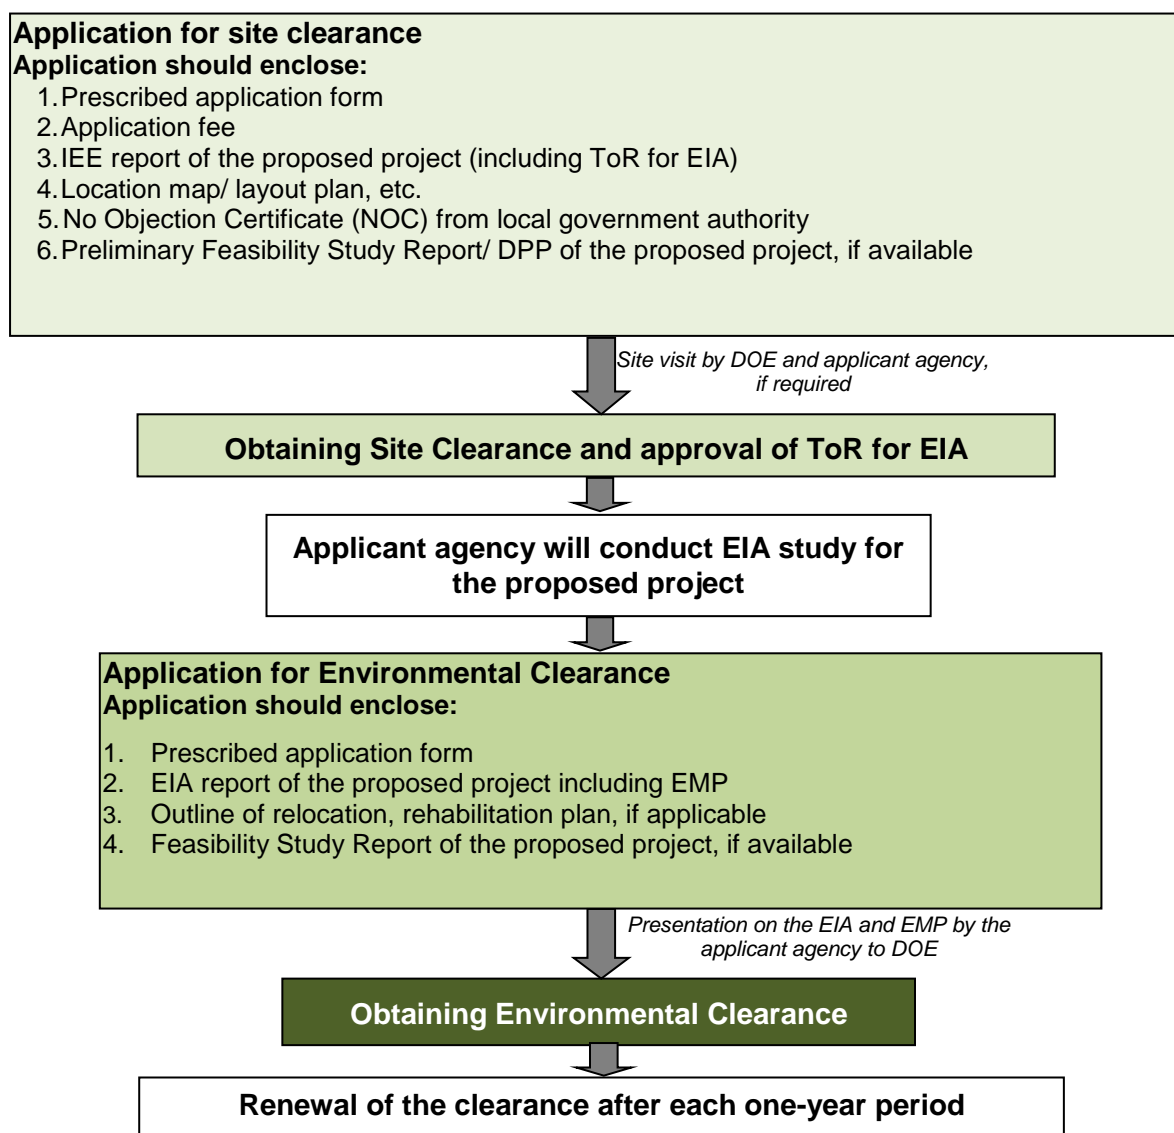 Application for site clearance
Application should enclose:
1. Prescribed application form
2. Application fee
3. IEE report of the proposed project (including ToR for EIA)
4. Location map/ layout plan, etc.
5. No Objection Certificate (NOC) from local government authority
6. Preliminary Feasibility Study Report/ DPP of the proposed project, if available
Site visit by DOE and applicant agency,
if required
Obtaining Site Clearance and approval of ToR for EIA
Applicant agency will conduct EIA study for
the proposed project
Application for Environmental Clearance
Application should enclose:
1. Prescribed application form
2. EIA report of the proposed project including EMP
3. Outline of relocation, rehabilitation plan, if applicable
4. Feasibility Study Report of the proposed project, if available
Presentation on the EIA and EMP by the
applicant agency to DOE
Obtaining Environmental Clearance
Renewal of the clearance after each one-year period